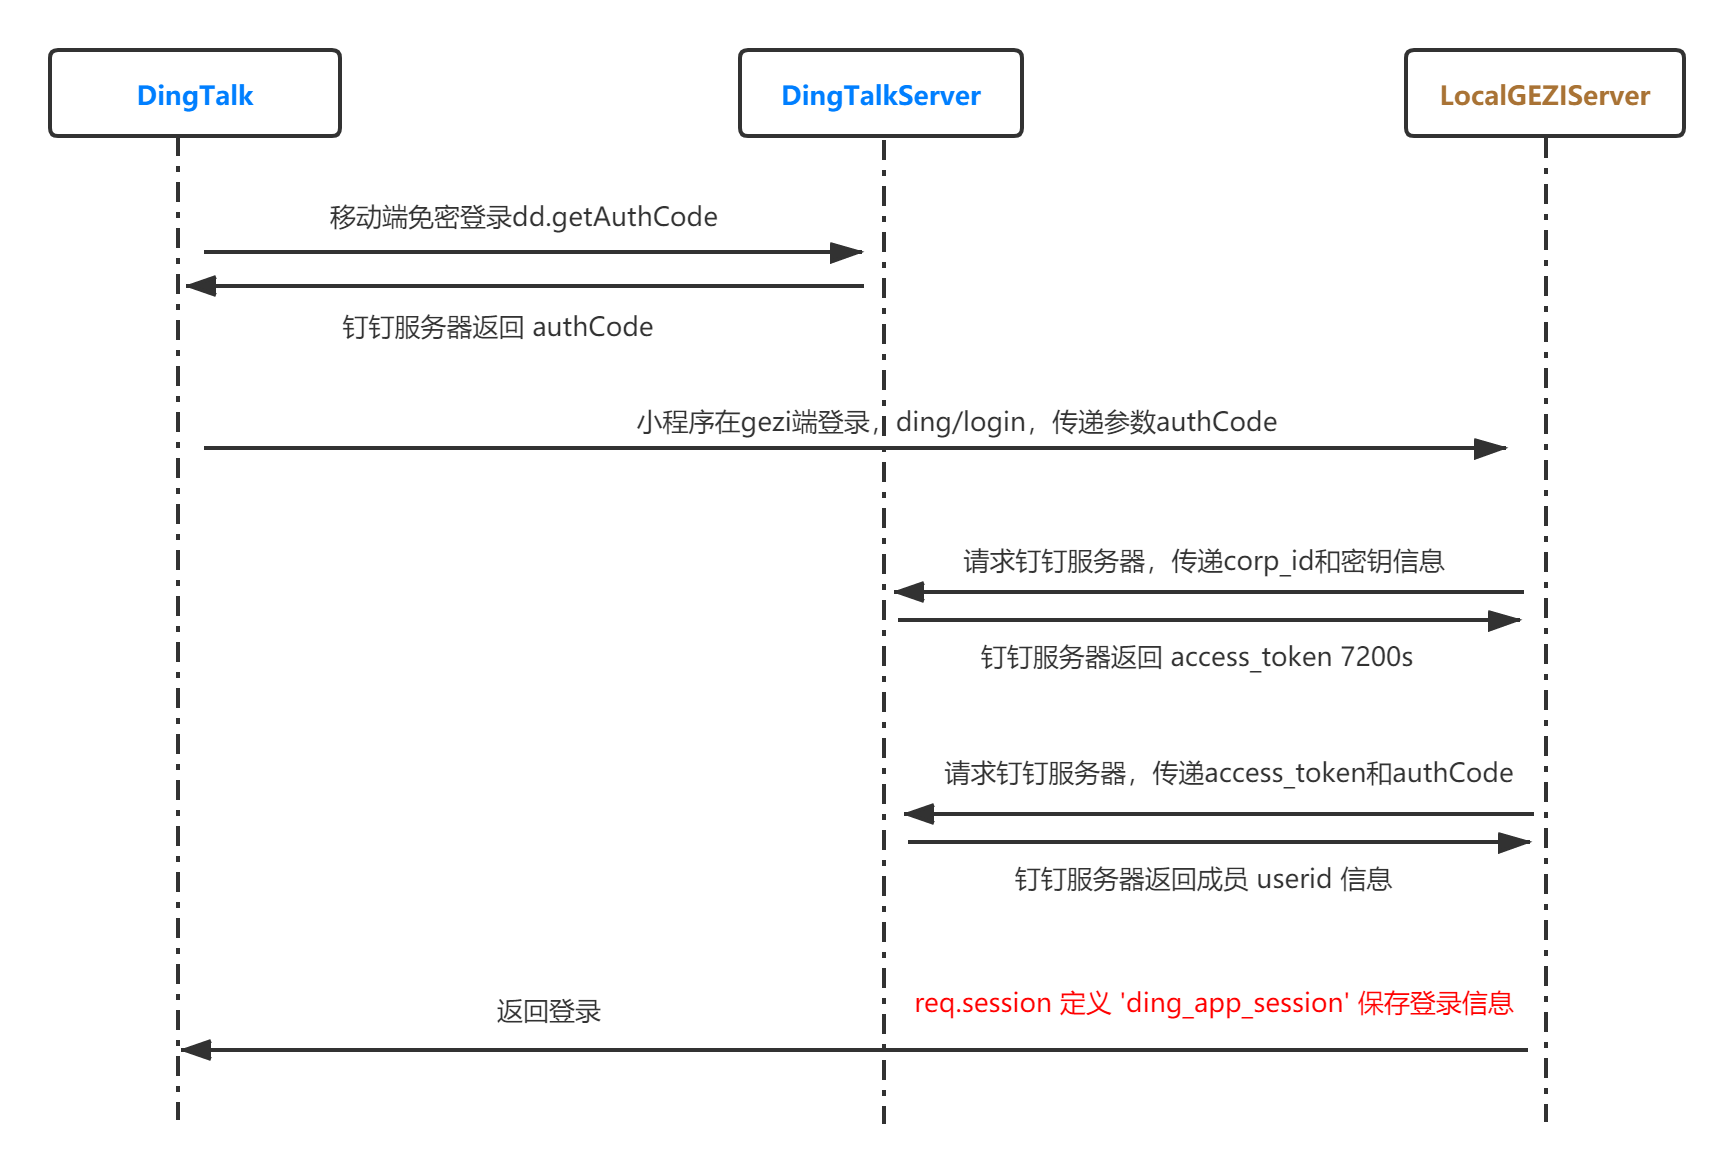 DingTalk
DingTalkServer
LocalGEZIServer
移动端免密登录dd.getAuthCode
钉钉服务器返回 authCode
小程序在gezi端登录，ding/login，传递参数authCode
请求钉钉服务器，传递corp_id和密钥信息
钉钉服务器返回 access_token 7200s
请求钉钉服务器，传递access_token和authCode
钉钉服务器返回成员 userid 信息
req.session 定义 'ding_app_session' 保存登录信息
返回登录